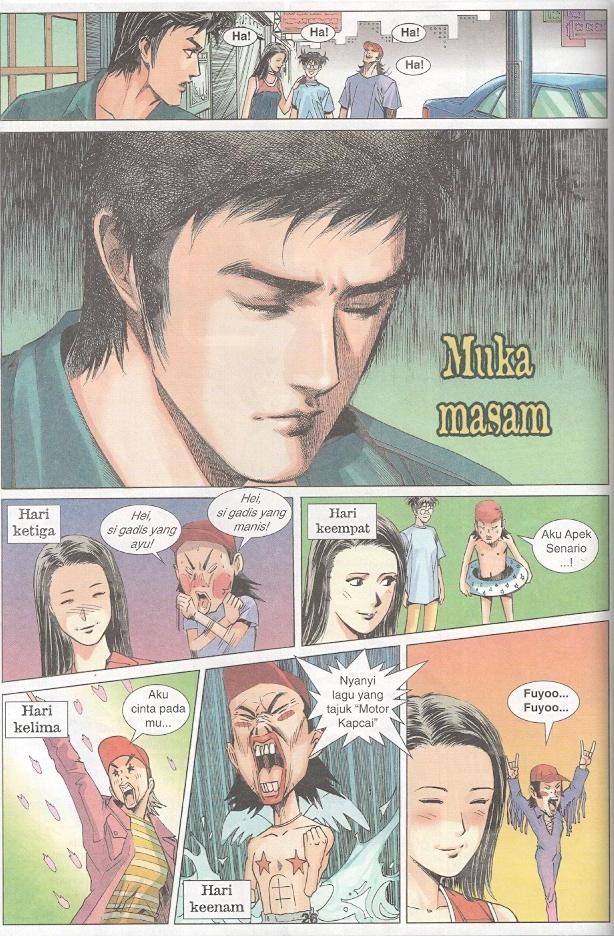 Ha!
Ha!
Ha!
Ha!
Muka
masam
Hari
ketiga
Hei,
si gadis yang
ayu!
Hei,
si gadis yang
manis!
Hari
keempat
Aku Apek
Senario
...!
Hari
kelima
Aku
cinta pada
mu...
Nyanyi
lagu yang
tajuk “Motor
Kapcai”
Hari
keenam
Fuyoo...
Fuyoo...
26